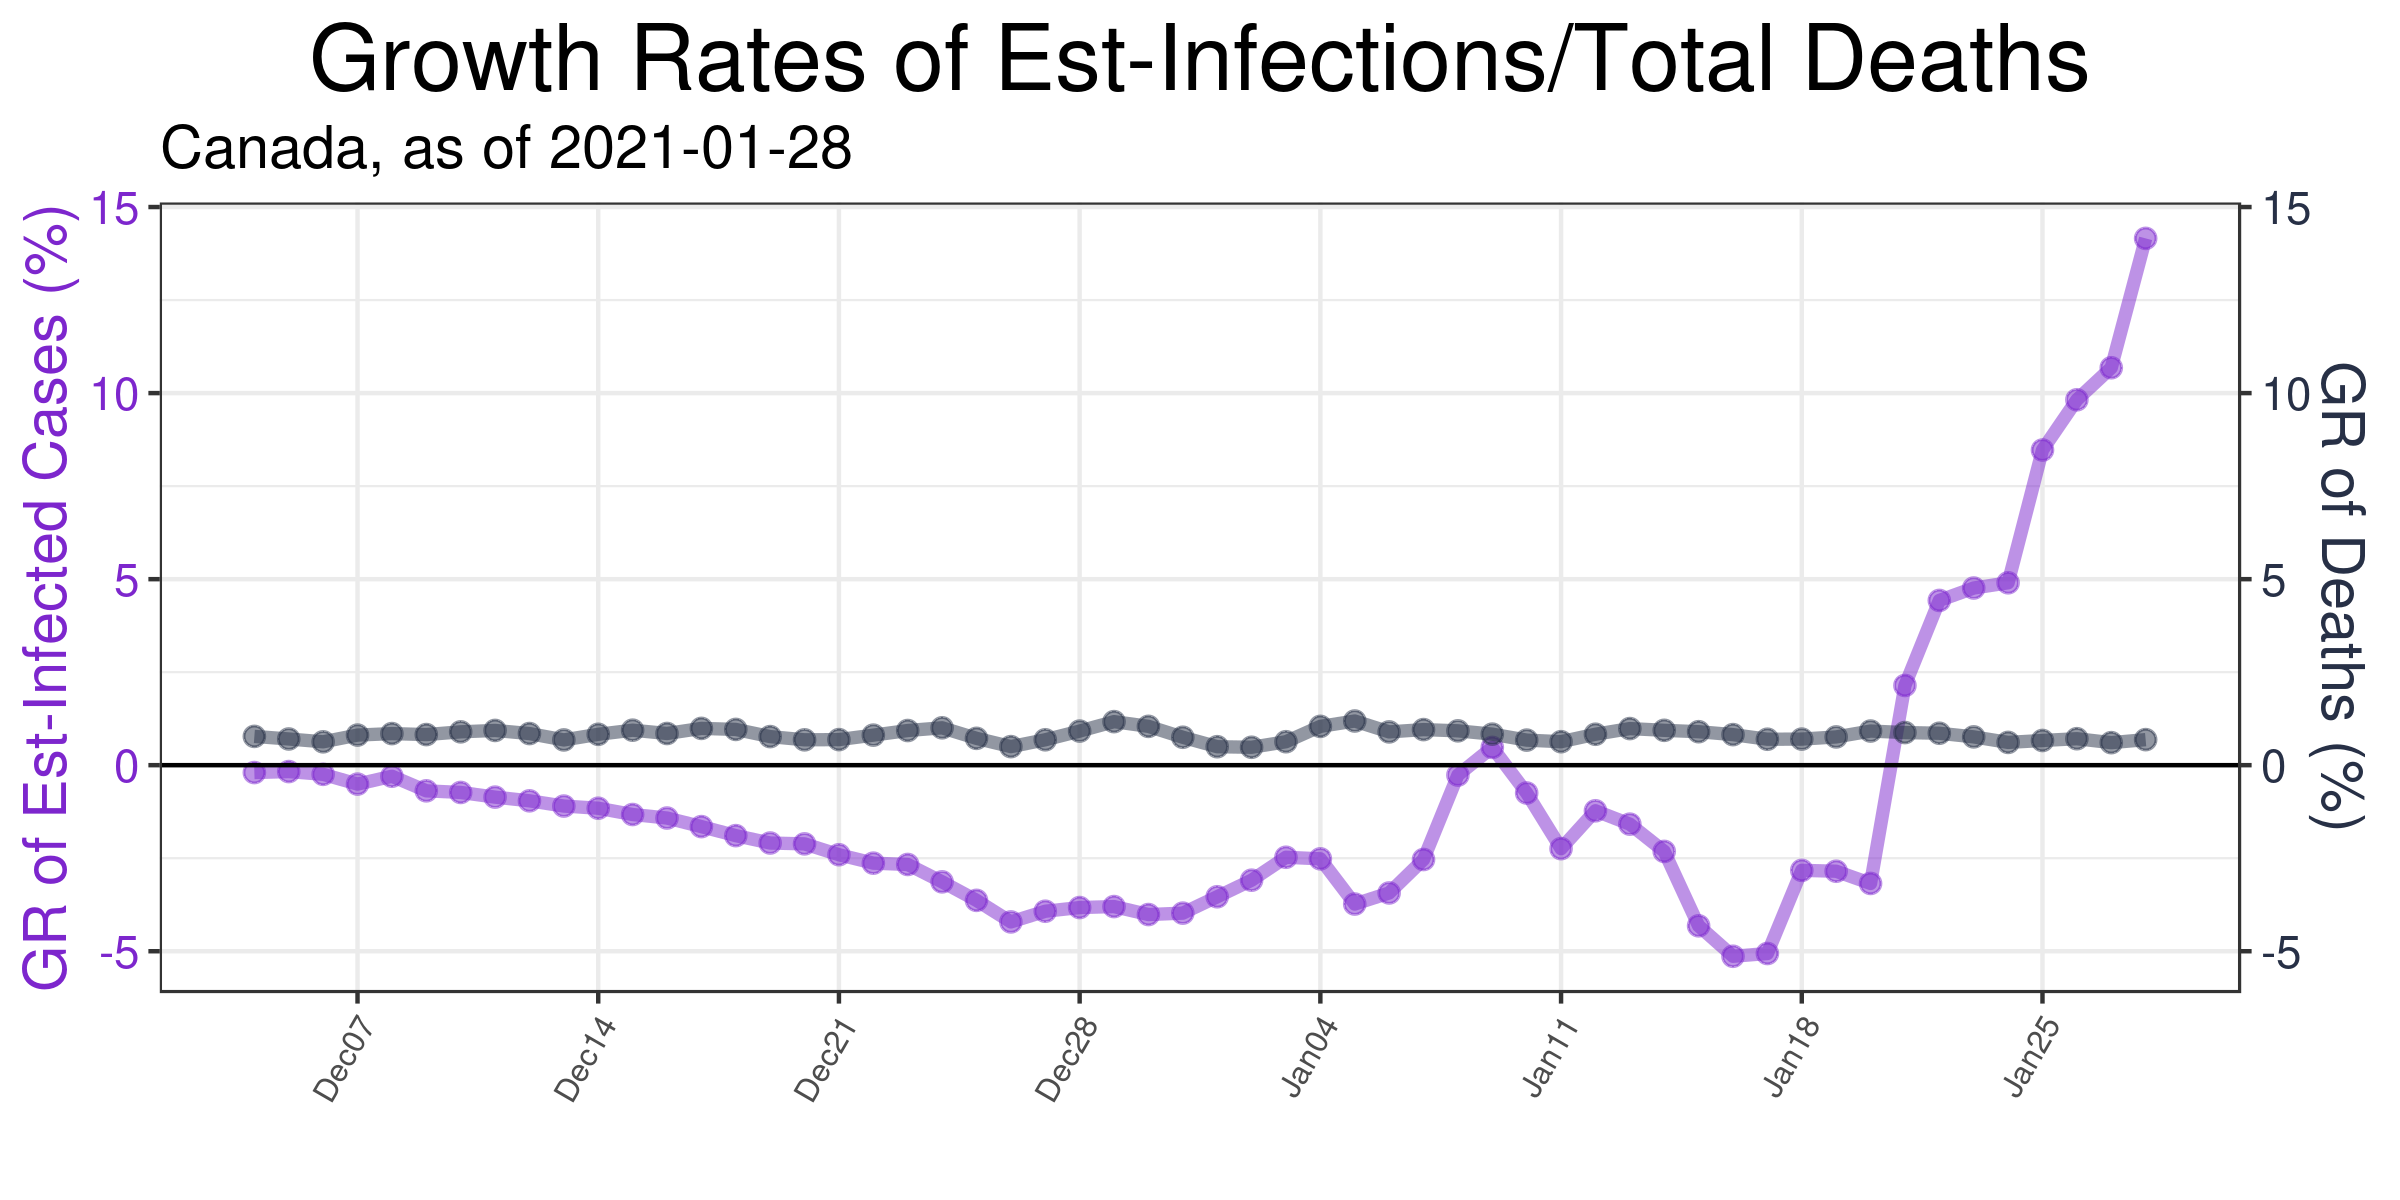 Growth Rates of Est-Infections/Total Deaths
Canada, as of 2021-01-28
GR of Est-Infected Cases (%)
15
10
5
0
-5
15
10
5
0
-5
GR of Deaths (%)
Dec07
Dec14
Dec21
Dec28
Jan04
Jan11
Jan18
Jan25